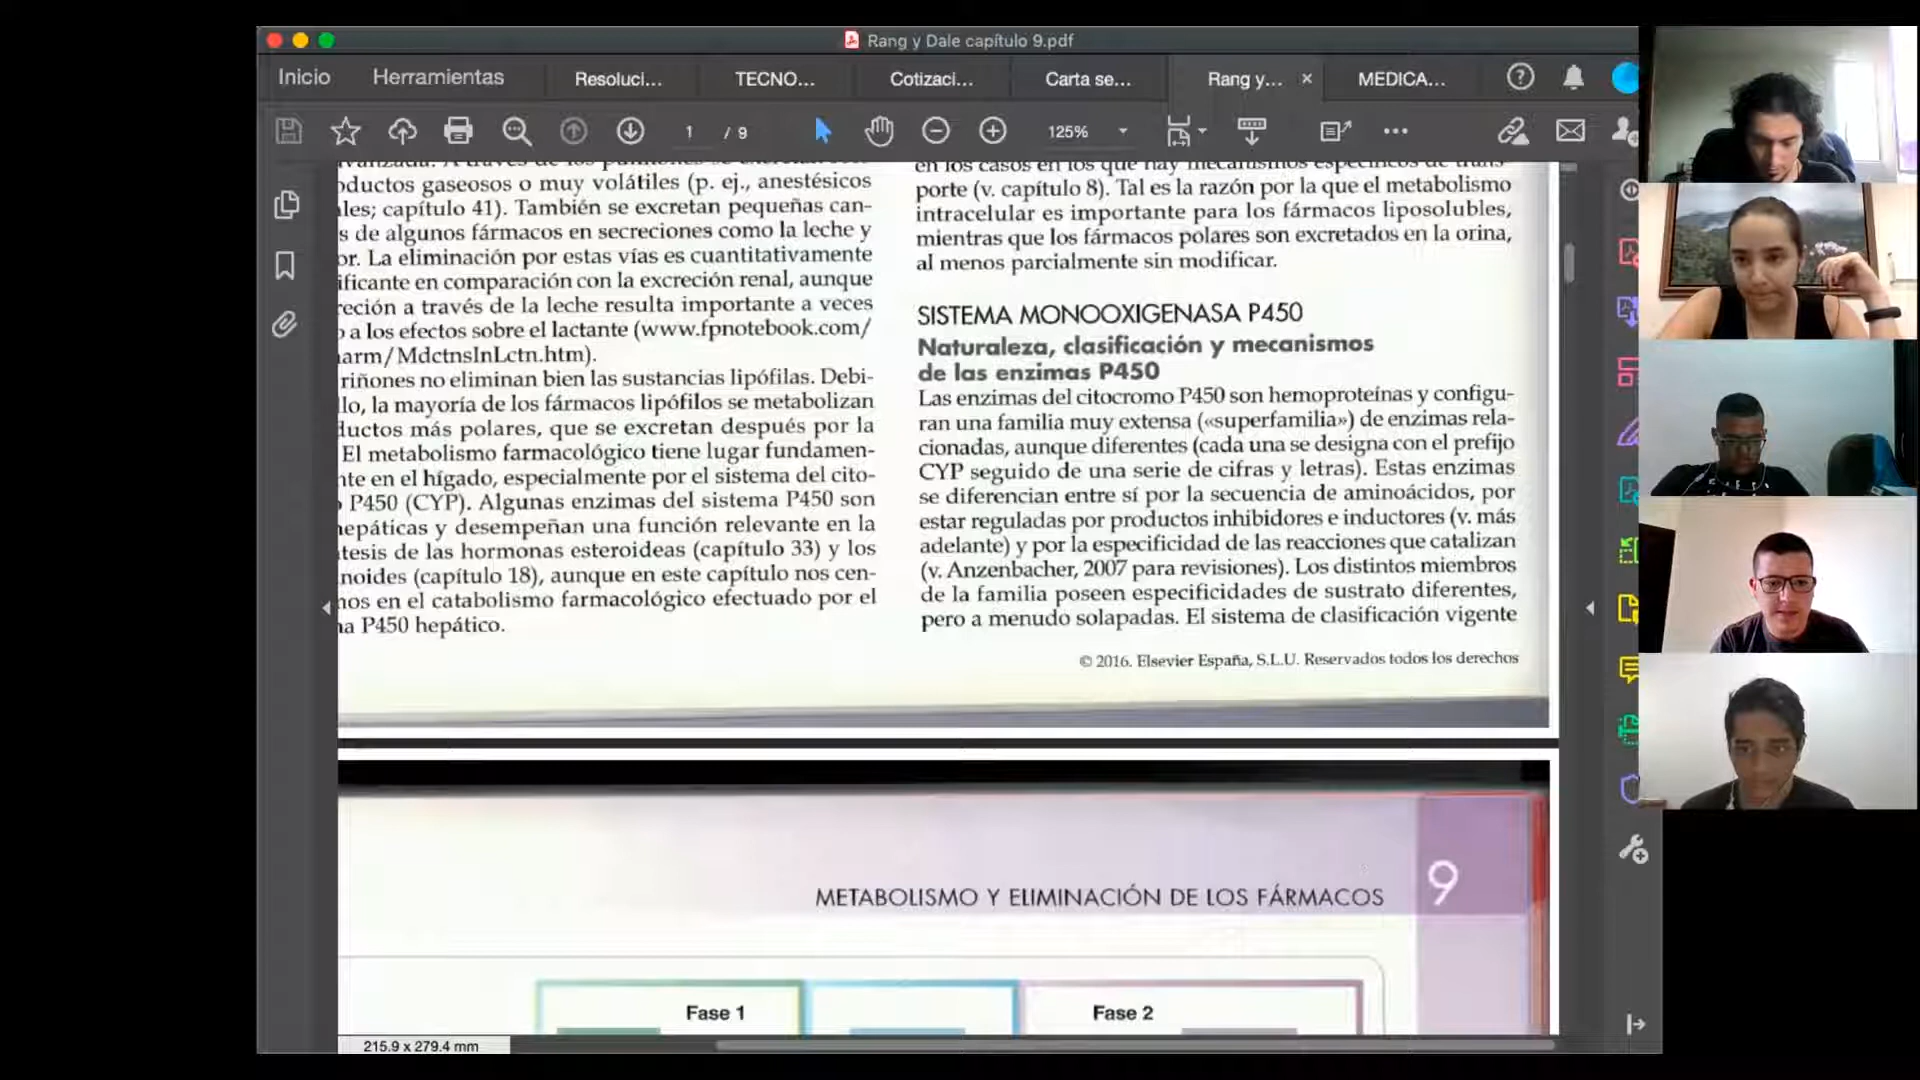 Rang y Dale capítulo 9.pdf
Inicio Herramientas Resoluci... TECNO... Cotizaci... Carta se... Rang y... × MEDICA...
1 / 9 125%
oductos gaseosos o muy volátiles (p. ej., anestésicos
les; capítulo 41). También se excretan pequeñas can-
s de algunos fármacos en secreciones como la leche y
or. La eliminación por estas vías es cuantitativamente
ificante en comparación con la excreción renal, aunque
reción a través de la leche resulta importante a veces
o a los efectos sobre el lactante (www.fpnotebook.com/
arm/MdctnsInLctn.htm).
riñones no eliminan bien las sustancias lipófilas. Debi-
llo, la mayoría de los fármacos lipófilos se metabolizan
ductos más polares, que se excretan después por la
El metabolismo farmacológico tiene lugar fundamen-
nte en el hígado, especialmente por el sistema del cito-
P450 (CYP). Algunas enzimas del sistema P450 son
hepáticas y desempeñan una función relevante en la
tesis de las hormonas esteroideas (capítulo 33) y los
noides (capítulo 18), aunque en este capítulo nos cen-
nos en el catabolismo farmacológico efectuado por el
na P450 hepático.
en los casos en los que hay mecanismos específicos de trans-
porte (v. capítulo 8). Tal es la razón por la que el metabolismo
intracelular es importante para los fármacos liposolubles,
mientras que los fármacos polares son excretados en la orina,
al menos parcialmente sin modificar.
SISTEMA MONOOXIGENASA P450
Naturaleza, clasificación y mecanismos
de las enzimas P450
Las enzimas del citocromo P450 son hemoproteínas y configu-
ran una familia muy extensa («superfamilia») de enzimas rela-
cionadas, aunque diferentes (cada una se designa con el prefijo
CYP seguido de una serie de cifras y letras). Estas enzimas
se diferencian entre sí por la secuencia de aminoácidos, por
estar reguladas por productos inhibidores e inductores (v. más
adelante) y por la especificidad de las reacciones que catalizan
(v. Anzenbacher, 2007 para revisiones). Los distintos miembros
de la familia poseen especificidades de sustrato diferentes,
pero a menudo solapadas. El sistema de clasificación vigente
© 2016. Elsevier España, S.L.U. Reservados todos los derechos
METABOLISMO Y ELIMINACIÓN DE LOS FÁRMACOS 9
Fase 1 Fase 2
215.9 x 279.4 mm